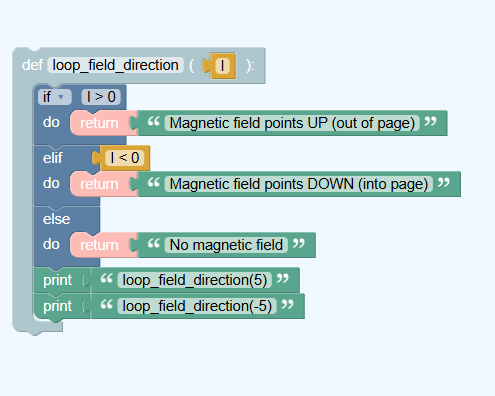 def loop_field_direction ( I ):
if I > 0
do return “ Magnetic field points UP (out of page) ”
elif I < 0
do return “ Magnetic field points DOWN (into page) ”
else
do return “ No magnetic field ”
print “ loop_field_direction(5) ”
print “ loop_field_direction(-5) ”